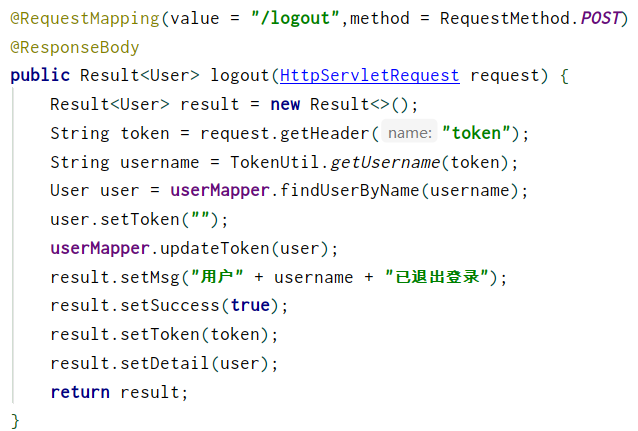 @RequestMapping(value = "/logout",method = RequestMethod.POST)
@ResponseBody
public Result<User> logout(HttpServletRequest request) {
    Result<User> result = new Result<>();
    String token = request.getHeader( name: "token");
    String username = TokenUtil.getUsername(token);
    User user = userMapper.findUserByName(username);
    user.setToken("");
    userMapper.updateToken(user);
    result.setMsg("用户" + username + "已退出登录");
    result.setSuccess(true);
    result.setToken(token);
    result.setDetail(user);
    return result;
}